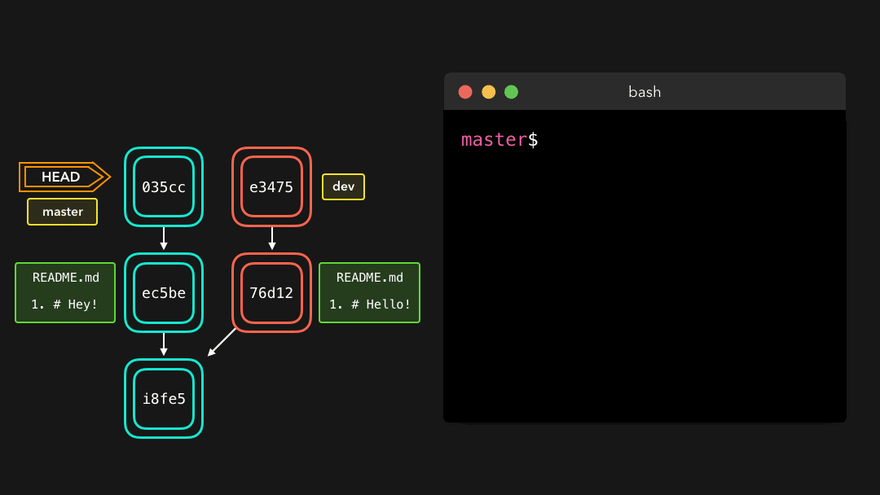 bash
master$
HEAD
master
035cc
e3475
dev
README.md
1. # Hey!
ec5be
76d12
README.md
1. # Hello!
i8fe5